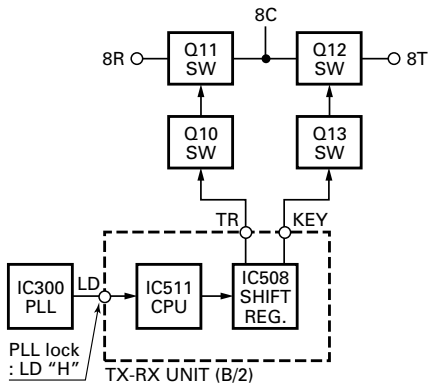 8C
8R
Q11
SW
Q12
SW
8T
Q10
SW
Q13
SW
TR
KEY
IC300
PLL
LD
IC511
CPU
IC508
SHIFT
REG.
PLL lock
: LD “H”
TX-RX UNIT (B/2)